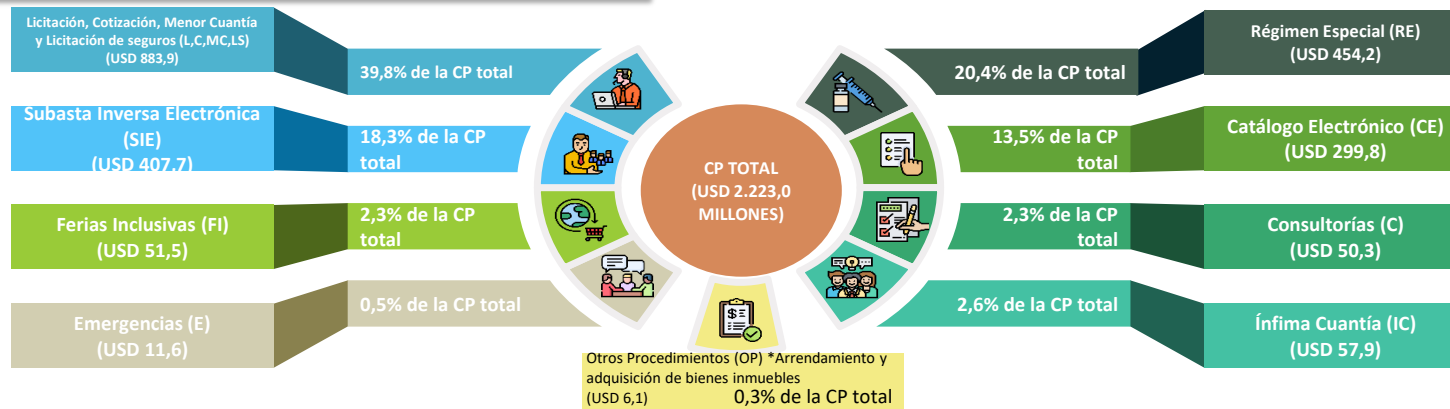 Licitación, Cotización, Menor Cuantía
y Licitación de seguros (L,C,MC,LS)
(USD 883,9)
39,8% de la CP total
Subasta Inversa Electrónica
(SIE)
(USD 407,7)
18,3% de la CP
total
Ferias Inclusivas (FI)
(USD 51,5)
2,3% de la CP
total
Emergencias (E)
(USD 11,6)
0,5% de la CP total
CP TOTAL
(USD 2.223,0
MILLONES)
Otros Procedimientos (OP) *Arrendamiento y
adquisición de bienes inmuebles
(USD 6,1) 0,3% de la CP total
20,4% de la CP total
Régimen Especial (RE)
(USD 454,2)
13,5% de la CP
total
Catálogo Electrónico (CE)
(USD 299,8)
2,3% de la CP
total
Consultorías (C)
(USD 50,3)
2,6% de la CP total
Ínfima Cuantía (IC)
(USD 57,9)